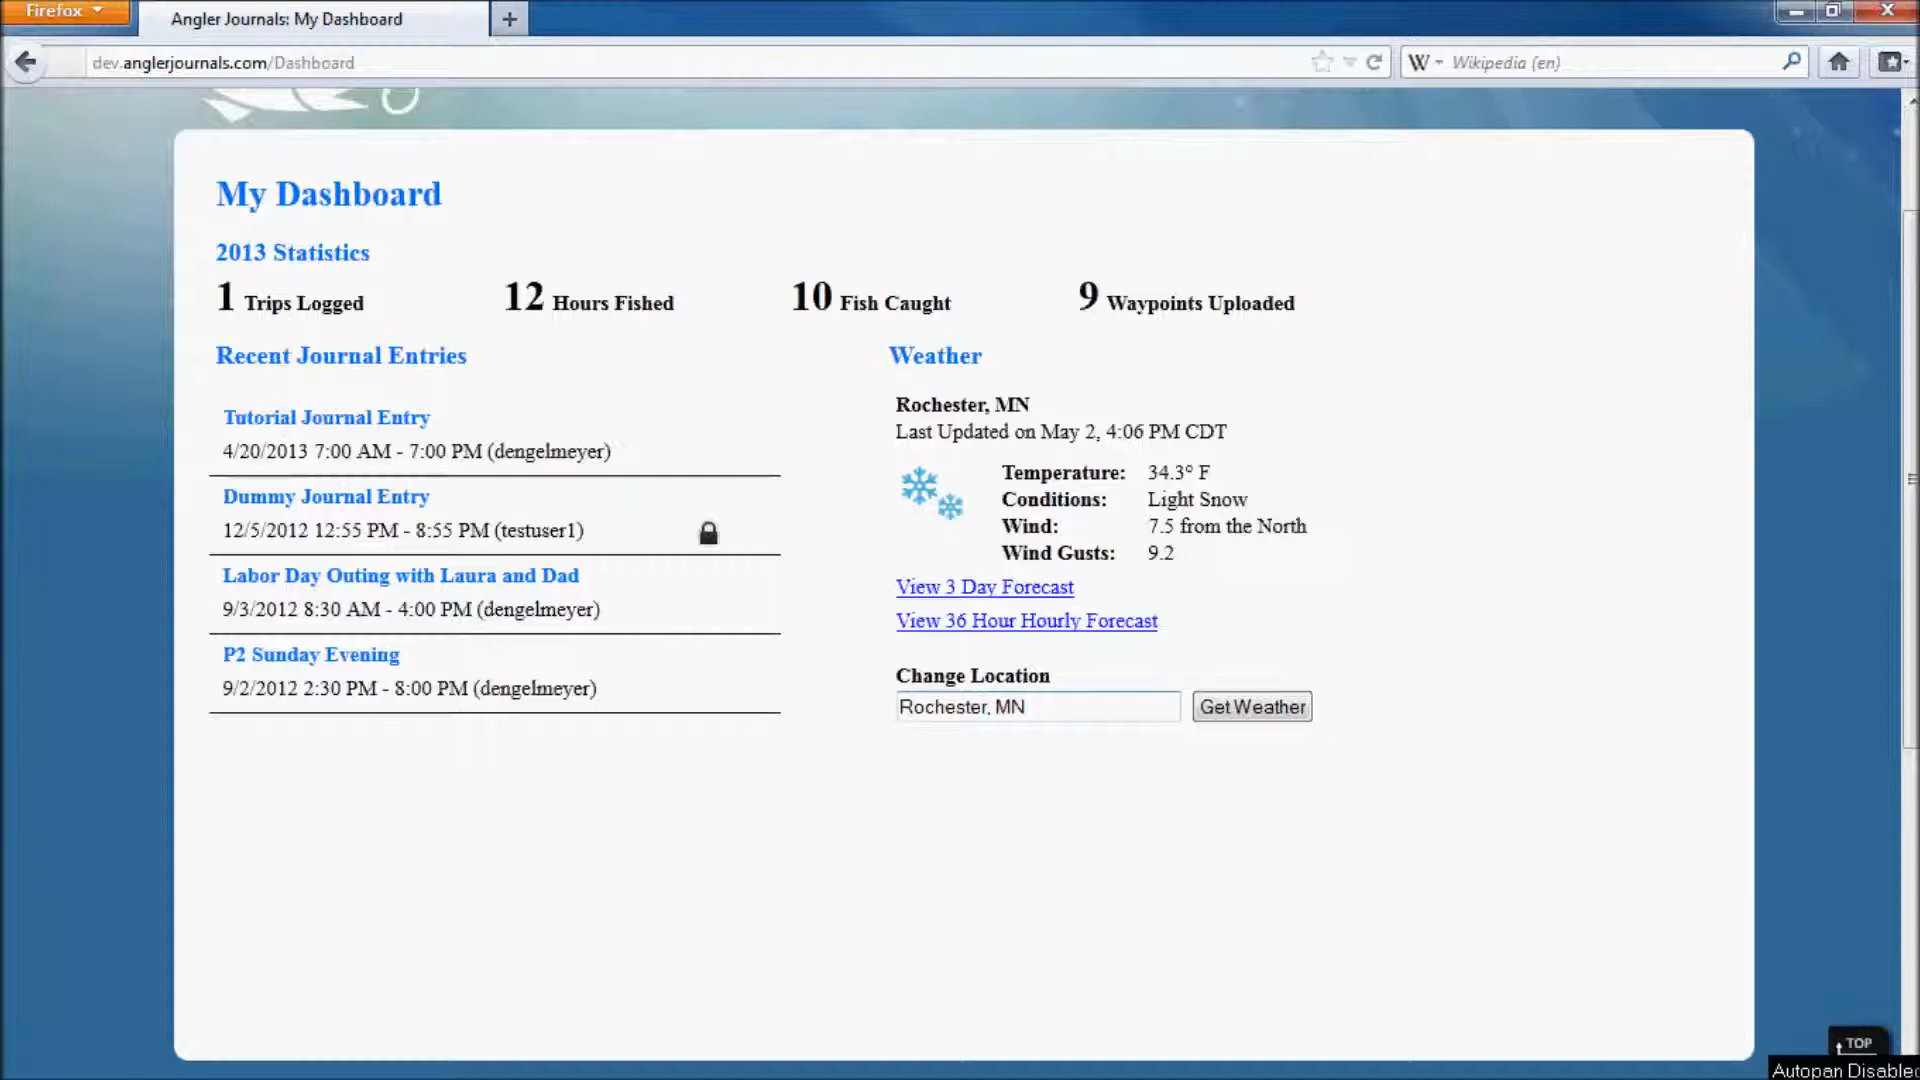 Firefox
Angler Journals: My Dashboard
dev.anglerjournals.com/Dashboard
W
Wikipedia (en)
My Dashboard
2013 Statistics
1 Trips Logged
12 Hours Fished
10 Fish Caught
9 Waypoints Uploaded
Recent Journal Entries
Tutorial Journal Entry
4/20/2013 7:00 AM - 7:00 PM (dengelmeyer)
Dummy Journal Entry
12/5/2012 12:55 PM - 8:55 PM (testuser1)
Labor Day Outing with Laura and Dad
9/3/2012 8:30 AM - 4:00 PM (dengelmeyer)
P2 Sunday Evening
9/2/2012 2:30 PM - 8:00 PM (dengelmeyer)
Weather
Rochester, MN
Last Updated on May 2, 4:06 PM CDT
Temperature: 34.3° F
Conditions: Light Snow
Wind: 7.5 from the North
Wind Gusts: 9.2
View 3 Day Forecast
View 36 Hour Hourly Forecast
Change Location
Rochester, MN
Get Weather
TOP
Autopan Disabled